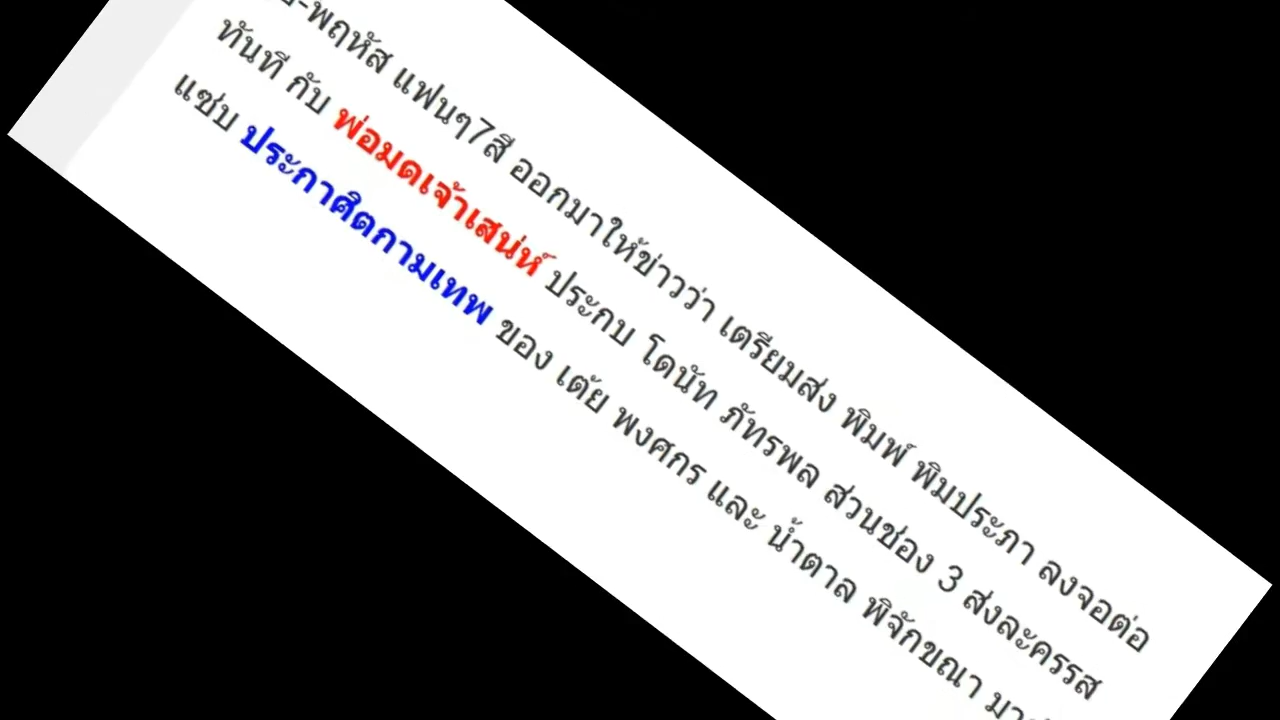 -พฤหัส แฟนๆ7สี ออกมาให้ข่าวว่า เตรียมส่ง พิมพ์ พิมประภา ลงจอต่อ
ทันที กับ พ่อมดเจ้าเสน่ห์ ประกบ โดนัท ภัทรพล ส่วนช่อง 3 ส่งละครรส
แซ่บ ประกาศิตกามเทพ ของ เต้ย พงศกร และ น้ำตาล พิจักขณา